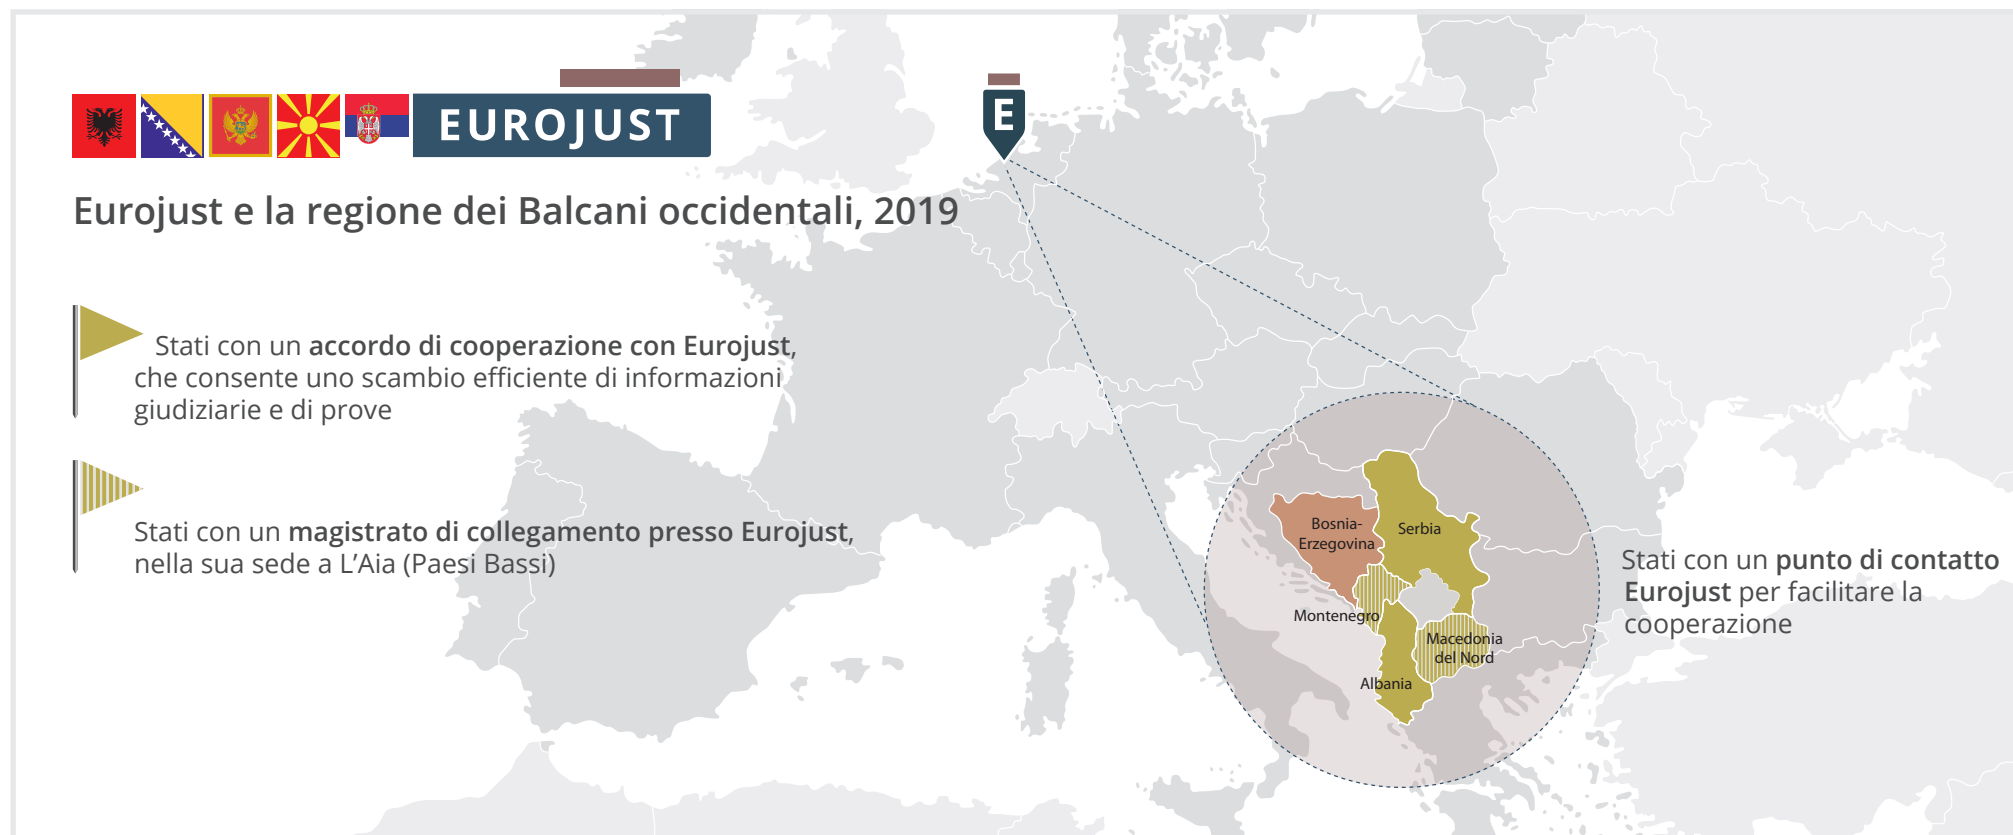 EUROJUST
E
Eurojust e la regione dei Balcani occidentali, 2019
Stati con un accordo di cooperazione con Eurojust,
che consente uno scambio efficiente di informazioni
giudiziarie e di prove
Stati con un magistrato di collegamento presso Eurojust,
nella sua sede a L'Aia (Paesi Bassi)
Bosnia-
Erzegovina
Serbia
Montenegro
Macedonia
del Nord
Albania
Stati con un punto di contatto
Eurojust per facilitare la
cooperazione